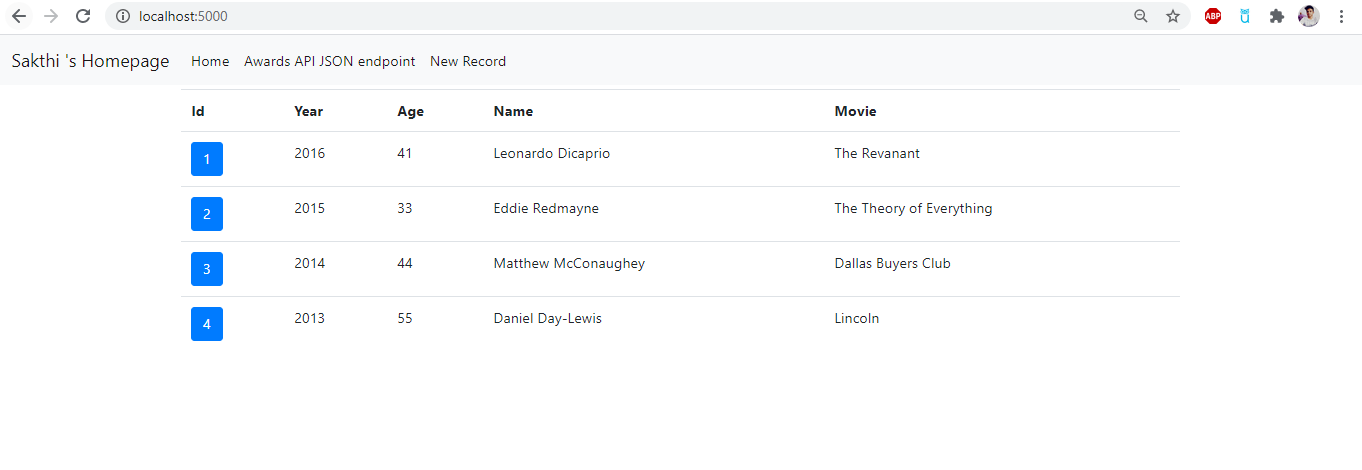 localhost:5000
ABP
Sakthi 's Homepage Home Awards API JSON endpoint New Record
Id Year Age Name Movie
1 2016 41 Leonardo Dicaprio The Revanant
2 2015 33 Eddie Redmayne The Theory of Everything
3 2014 44 Matthew McConaughey Dallas Buyers Club
4 2013 55 Daniel Day-Lewis Lincoln